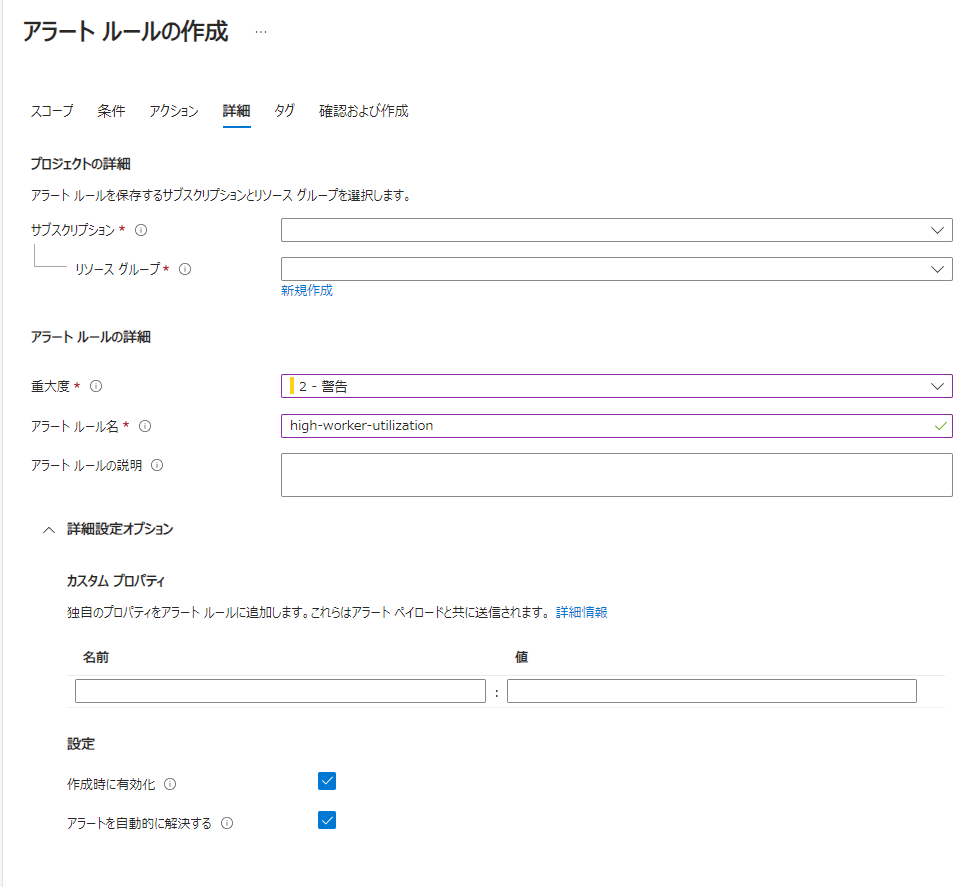 アラート ルールの作成 …
スコープ 条件 アクション 詳細 タグ 確認および作成
プロジェクトの詳細
アラート ルールを保存するサブスクリプションとリソース グループを選択します。
サブスクリプション *
リソース グループ *
新規作成
アラート ルールの詳細
重大度 * 2 - 警告
アラート ルール名 * high-worker-utilization
アラート ルールの説明
詳細設定オプション
カスタム プロパティ
独自のプロパティをアラート ルールに追加します。これらはアラート ペイロードと共に送信されます。 詳細情報
名前 値
:
設定
作成時に有効化
アラートを自動的に解決する